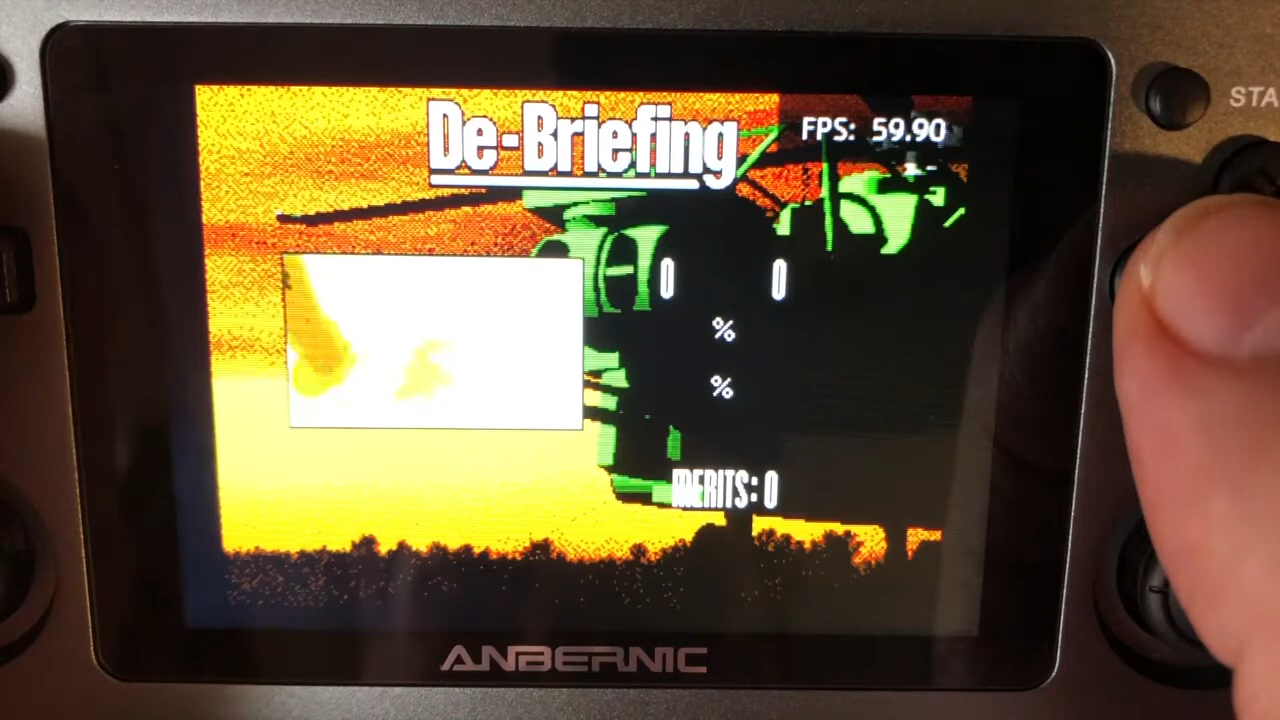 De-Briefing
FPS: 59.90
STA
0 0
%
%
MERITS: 0
ANBERNIC